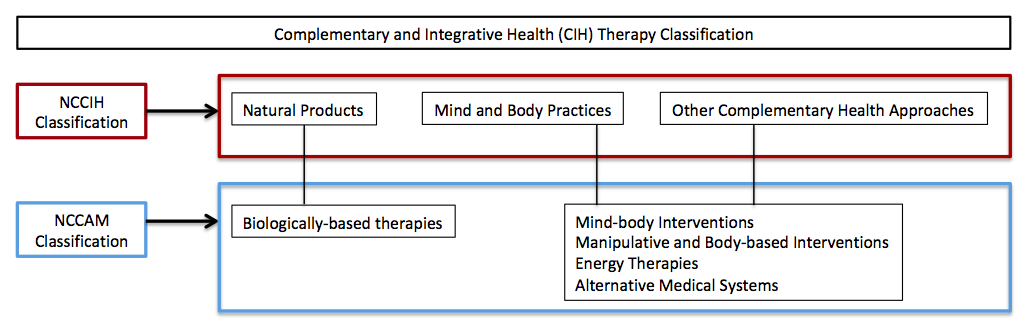 Complementary and Integrative Health (CIH) Therapy Classification
NCCIH
Classification
Natural Products
Mind and Body Practices
Other Complementary Health Approaches
NCCAM
Classification
Biologically-based therapies
Mind-body Interventions
Manipulative and Body-based Interventions
Energy Therapies
Alternative Medical Systems